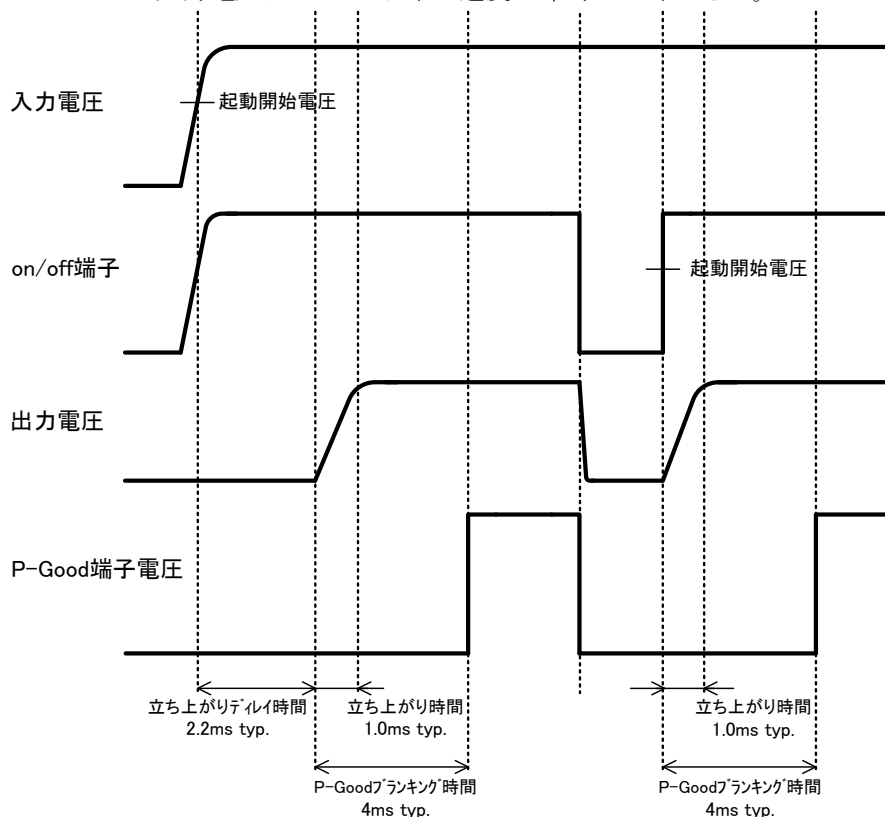 入力電圧
起動開始電圧
on/off端子
起動開始電圧
出力電圧
P-Good端子電圧
立ち上がりディレイ時間
2.2ms typ.
立ち上がり時間
1.0ms typ.
立ち上がり時間
1.0ms typ.
P-Goodブランキング時間
4ms typ.
P-Goodブランキング時間
4ms typ.